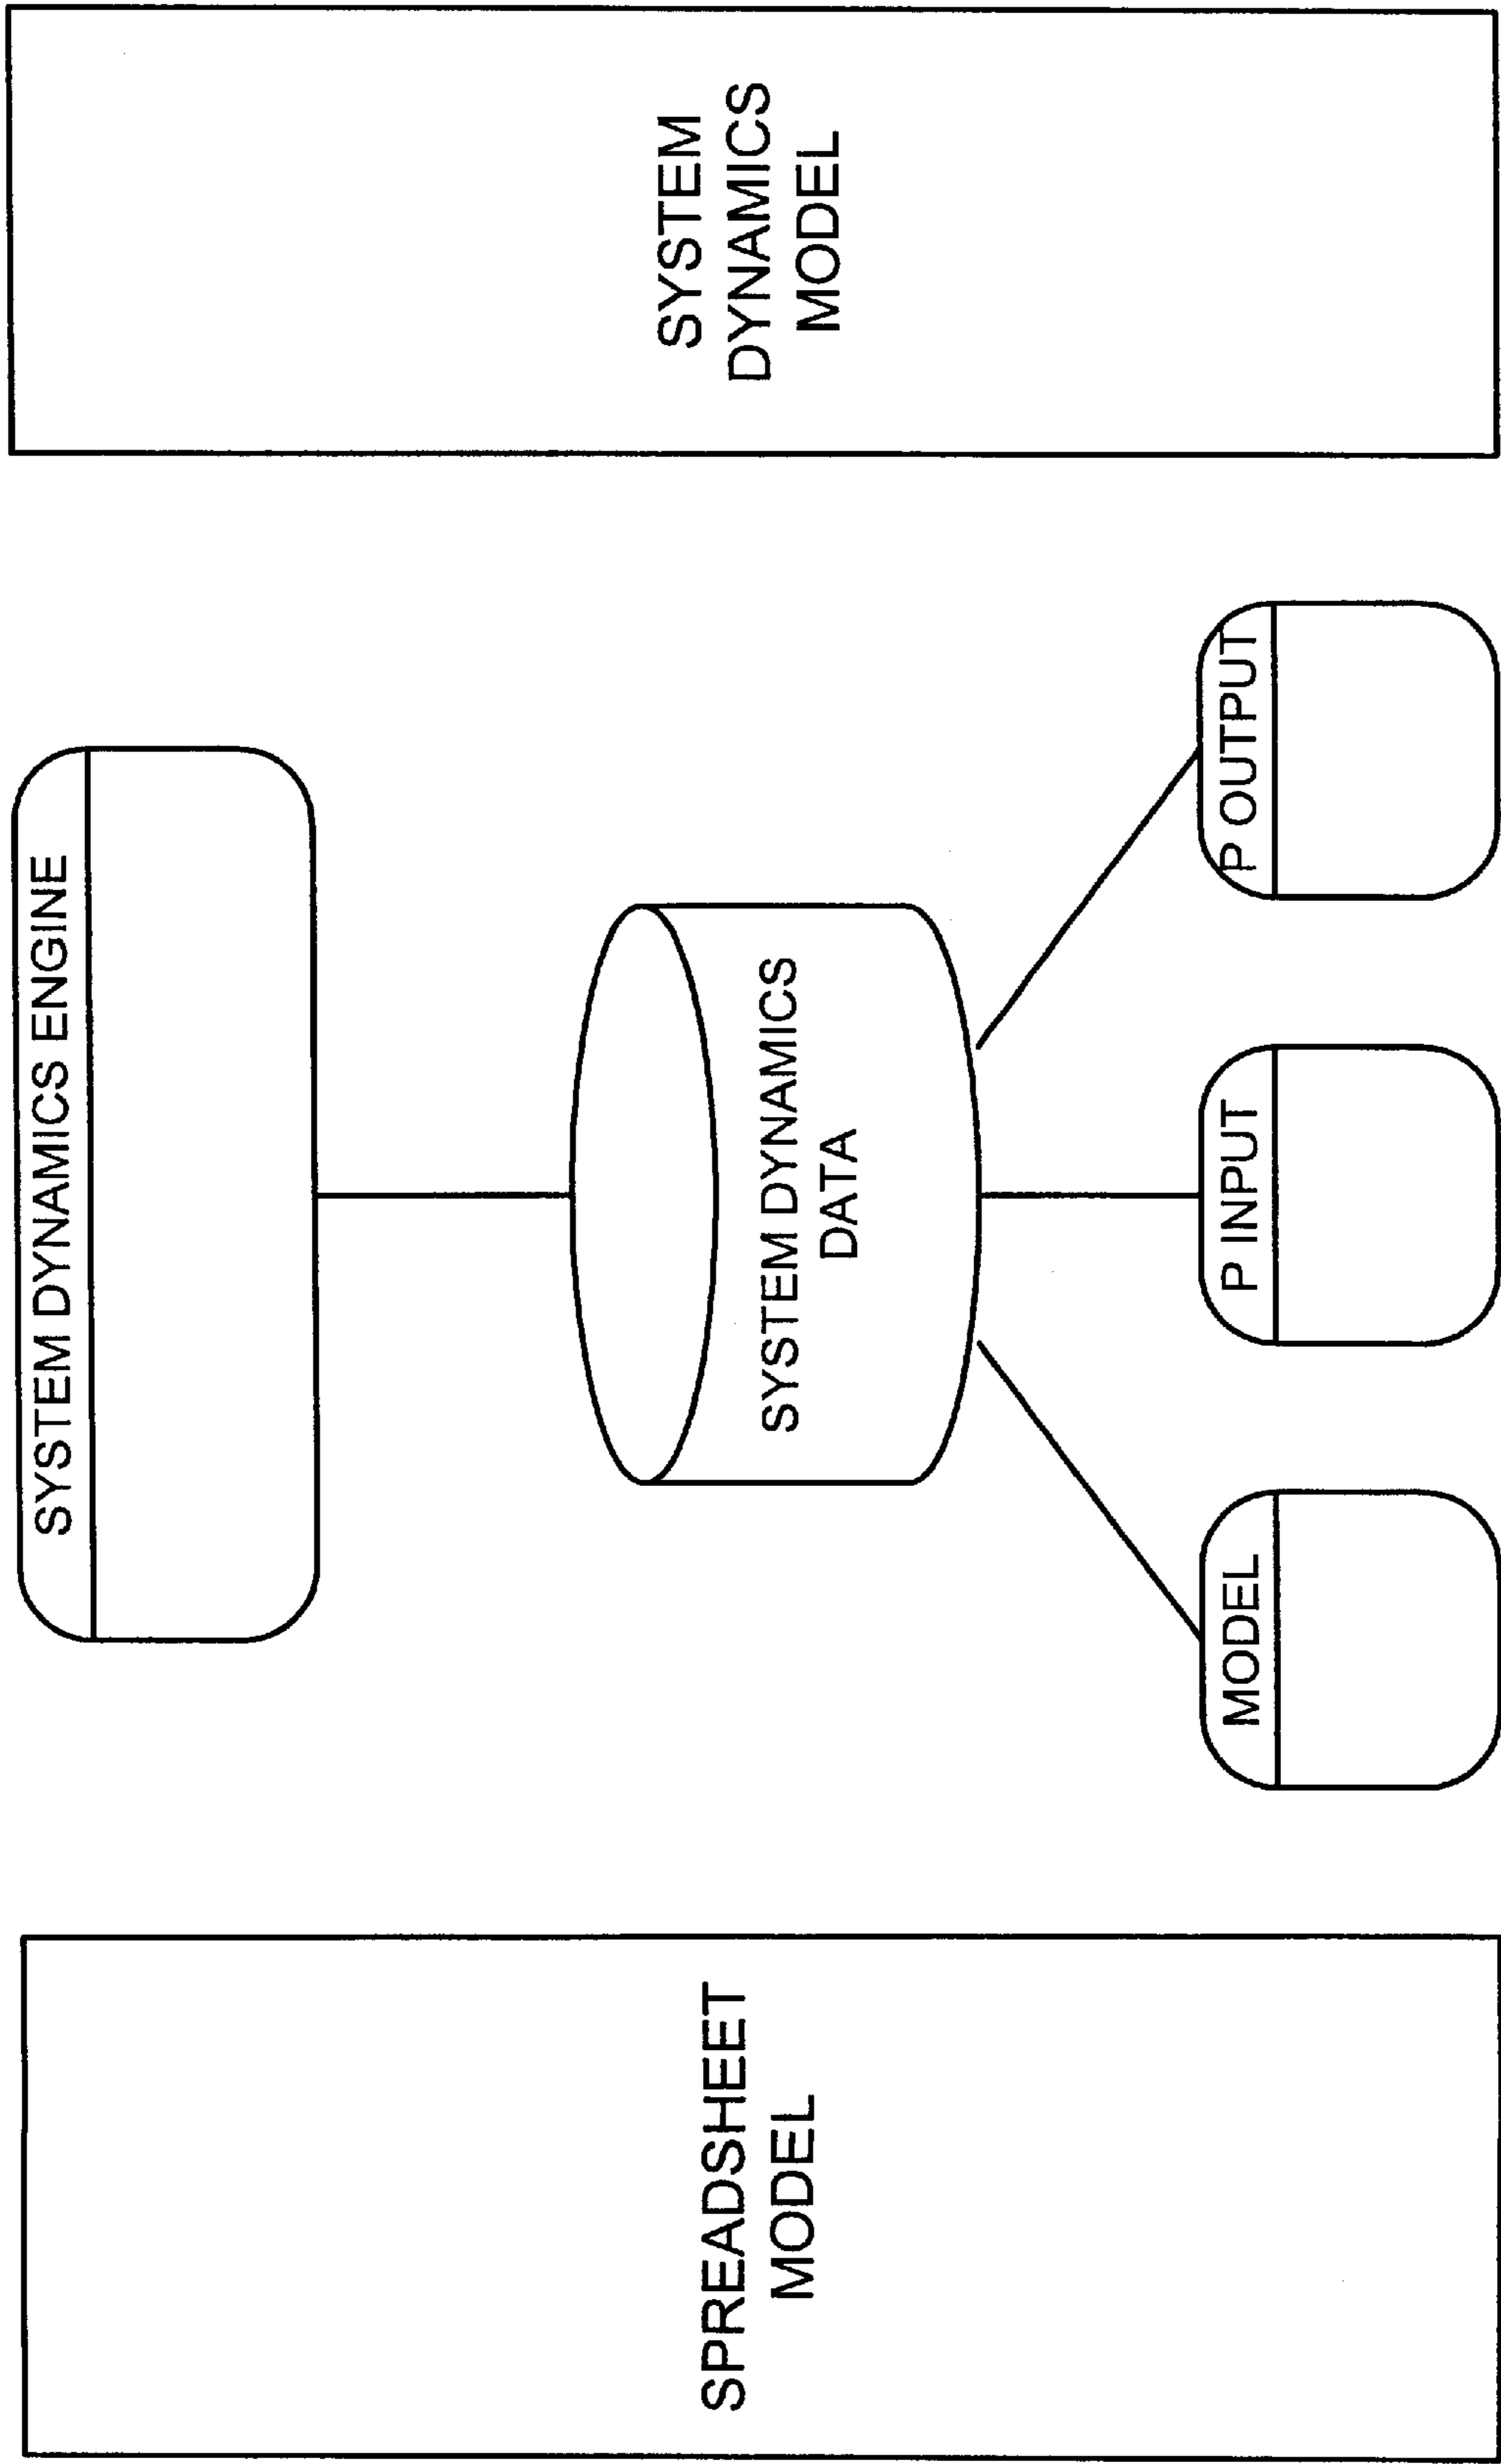 SPREADSHEET
MODEL
SYSTEM DYNAMICS ENGINE
SYSTEM DYNAMICS
DATA
MODEL
P INPUT
P OUTPUT
SYSTEM
DYNAMICS
MODEL